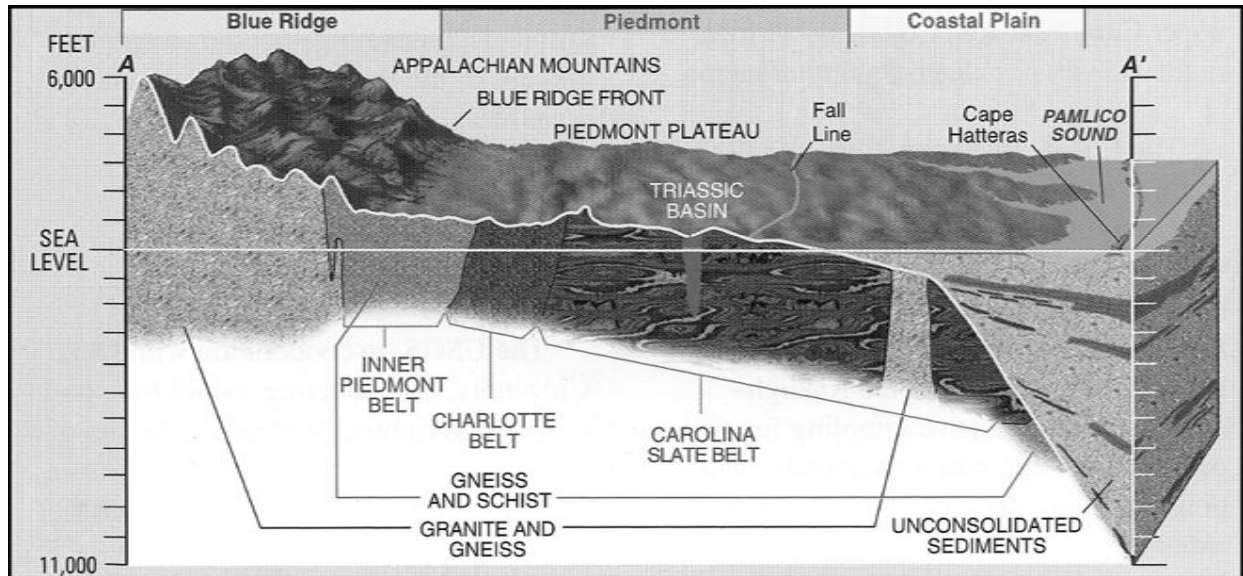 Blue Ridge
Piedmont
Coastal Plain
FEET
A
6,000
A'
APPALACHIAN MOUNTAINS
BLUE RIDGE FRONT
PIEDMONT PLATEAU
Fall
Line
Cape
Hatteras
PAMLICO
SOUND
TRIASSIC
BASIN
SEA
LEVEL
INNER
PIEDMONT
BELT
CHARLOTTE
BELT
CAROLINA
SLATE BELT
GNEISS
AND SCHIST
GRANITE AND
GNEISS
UNCONSOLIDATED
SEDIMENTS
11,000